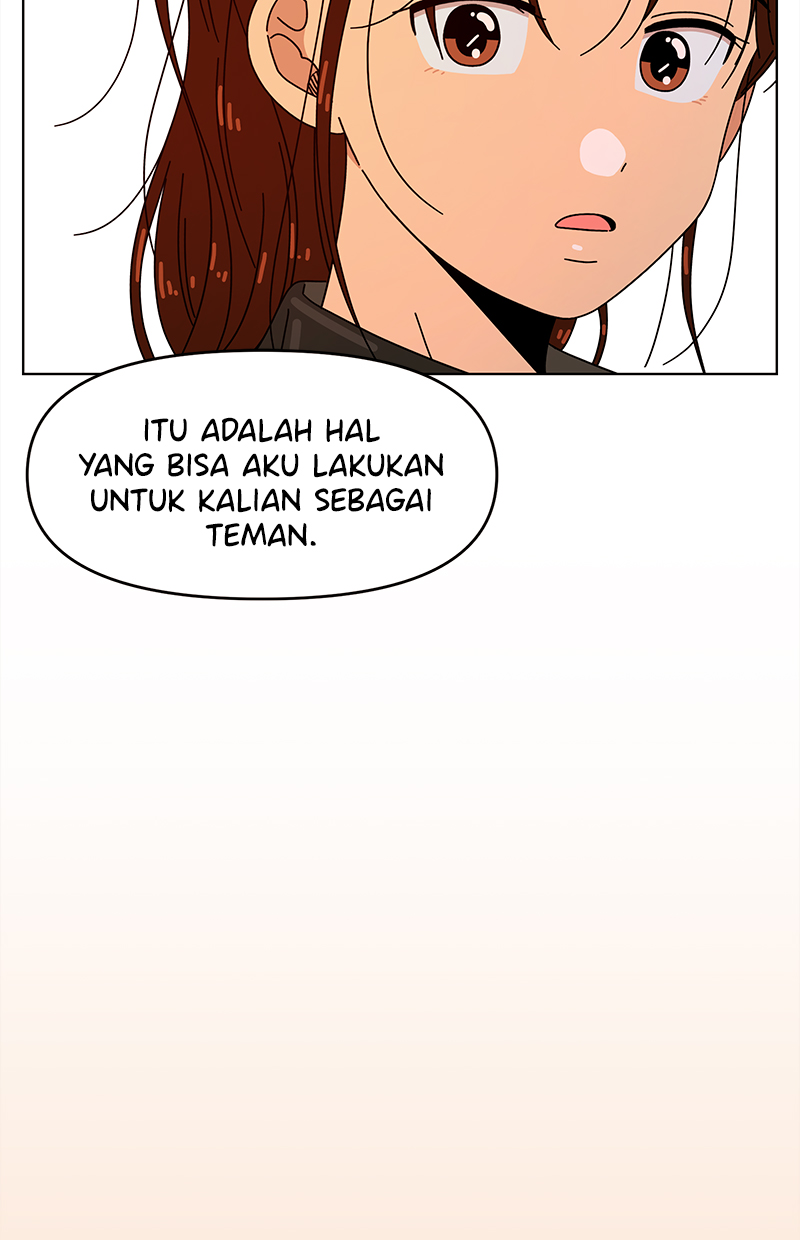 ITU ADALAH HAL
YANG BISA AKU LAKUKAN
UNTUK KALIAN SEBAGAI
TEMAN.